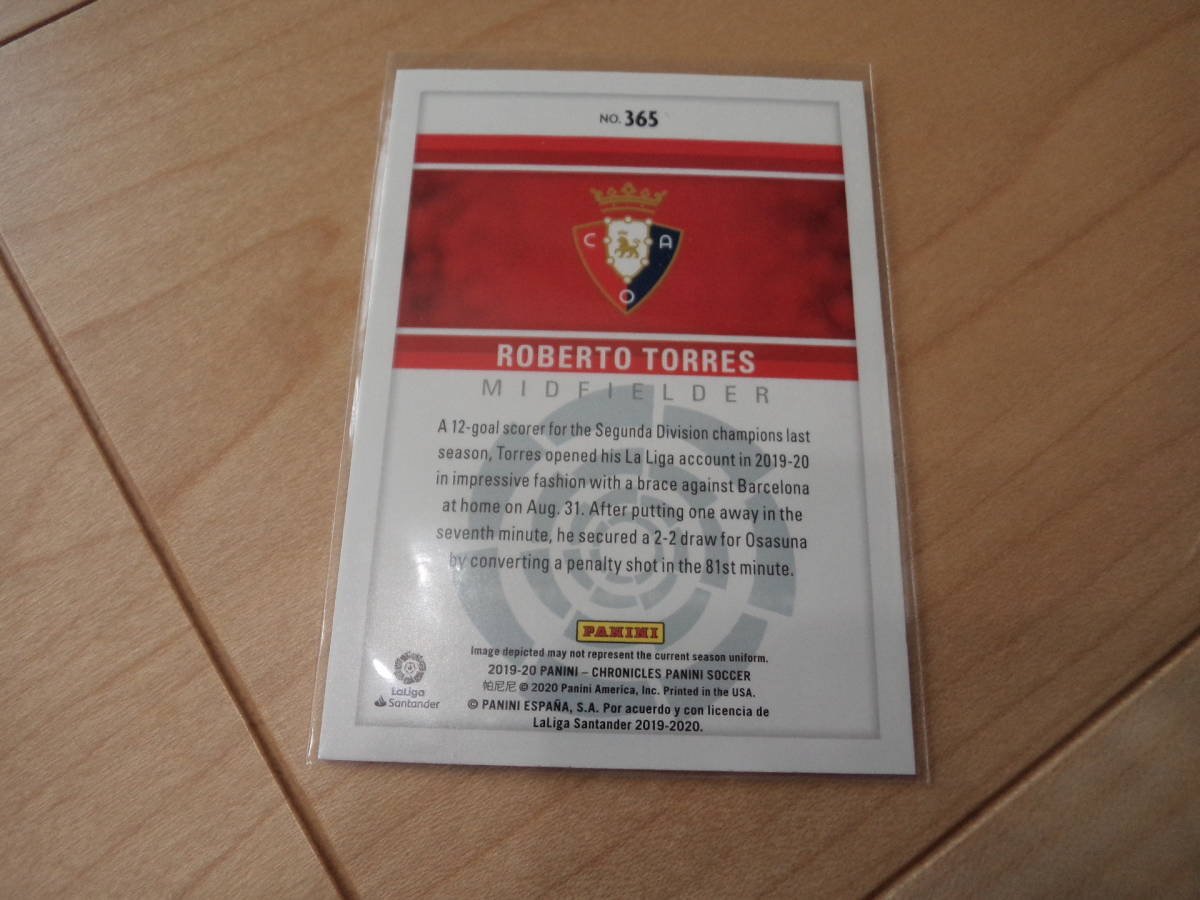 NO. 365
C A
O
ROBERTO TORRES
MIDFIELDER
A 12-goal scorer for the Segunda Division champions last
season, Torres opened his La Liga account in 2019-20
in impressive fashion with a brace against Barcelona
at home on Aug. 31. After putting one away in the
seventh minute, he secured a 2-2 draw for Osasuna
by converting a penalty shot in the 81st minute.
PANINI
Image depicted may not represent the current season uniform.
2019-20 PANINI – CHRONICLES PANINI SOCCER
帕尼尼 © 2020 Panini America, Inc. Printed in the USA.
© PANINI ESPAÑA, S.A. Por acuerdo y con licencia de
LaLiga Santander 2019-2020.
LaLiga
Santander